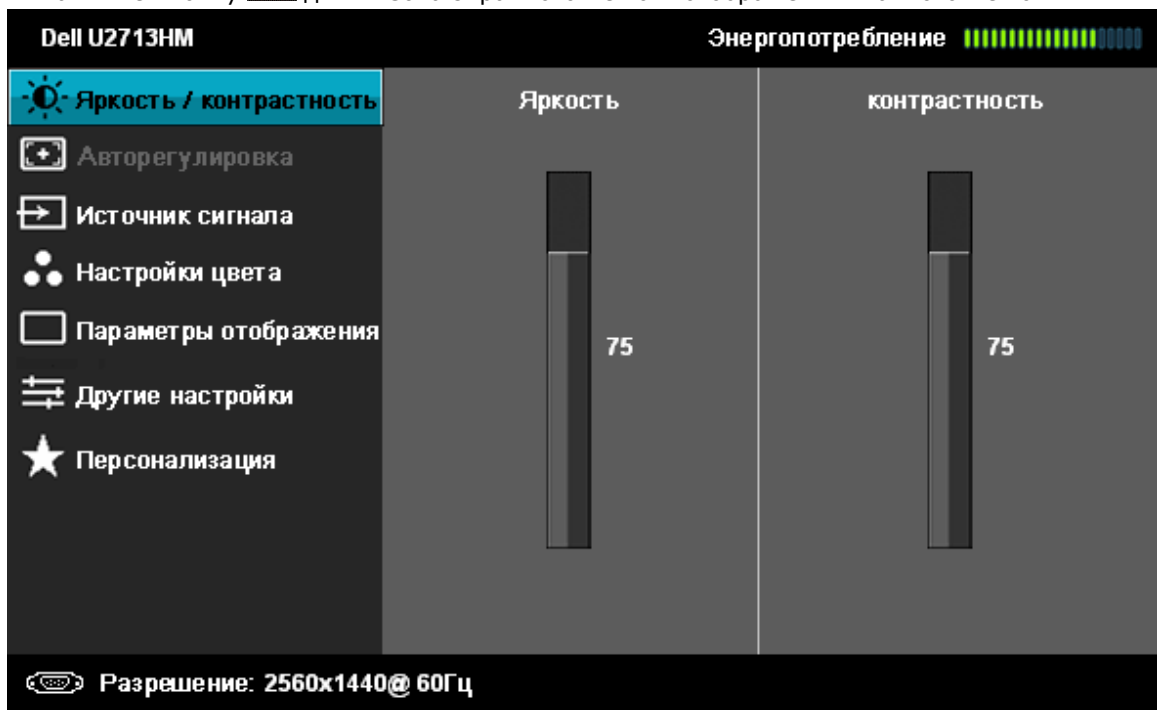 Dell U2713HM
Энергопотребление
Яркость / контрастность
Авторегулировка
Источник сигнала
Настройки цвета
Параметры отображения
Другие настройки
Персонализация
Яркость
75
контрастность
75
Разрешение: 2560x1440@ 60Гц